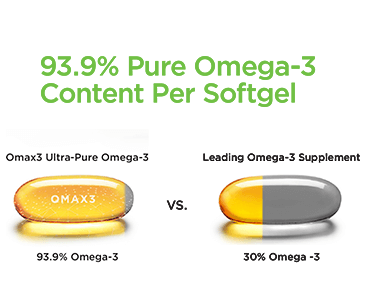 93.9% Pure Omega-3
Content Per Softgel
Omax3 Ultra-Pure Omega-3
Leading Omega-3 Supplement
OMAX3
VS.
93.9% Omega-3
30% Omega -3